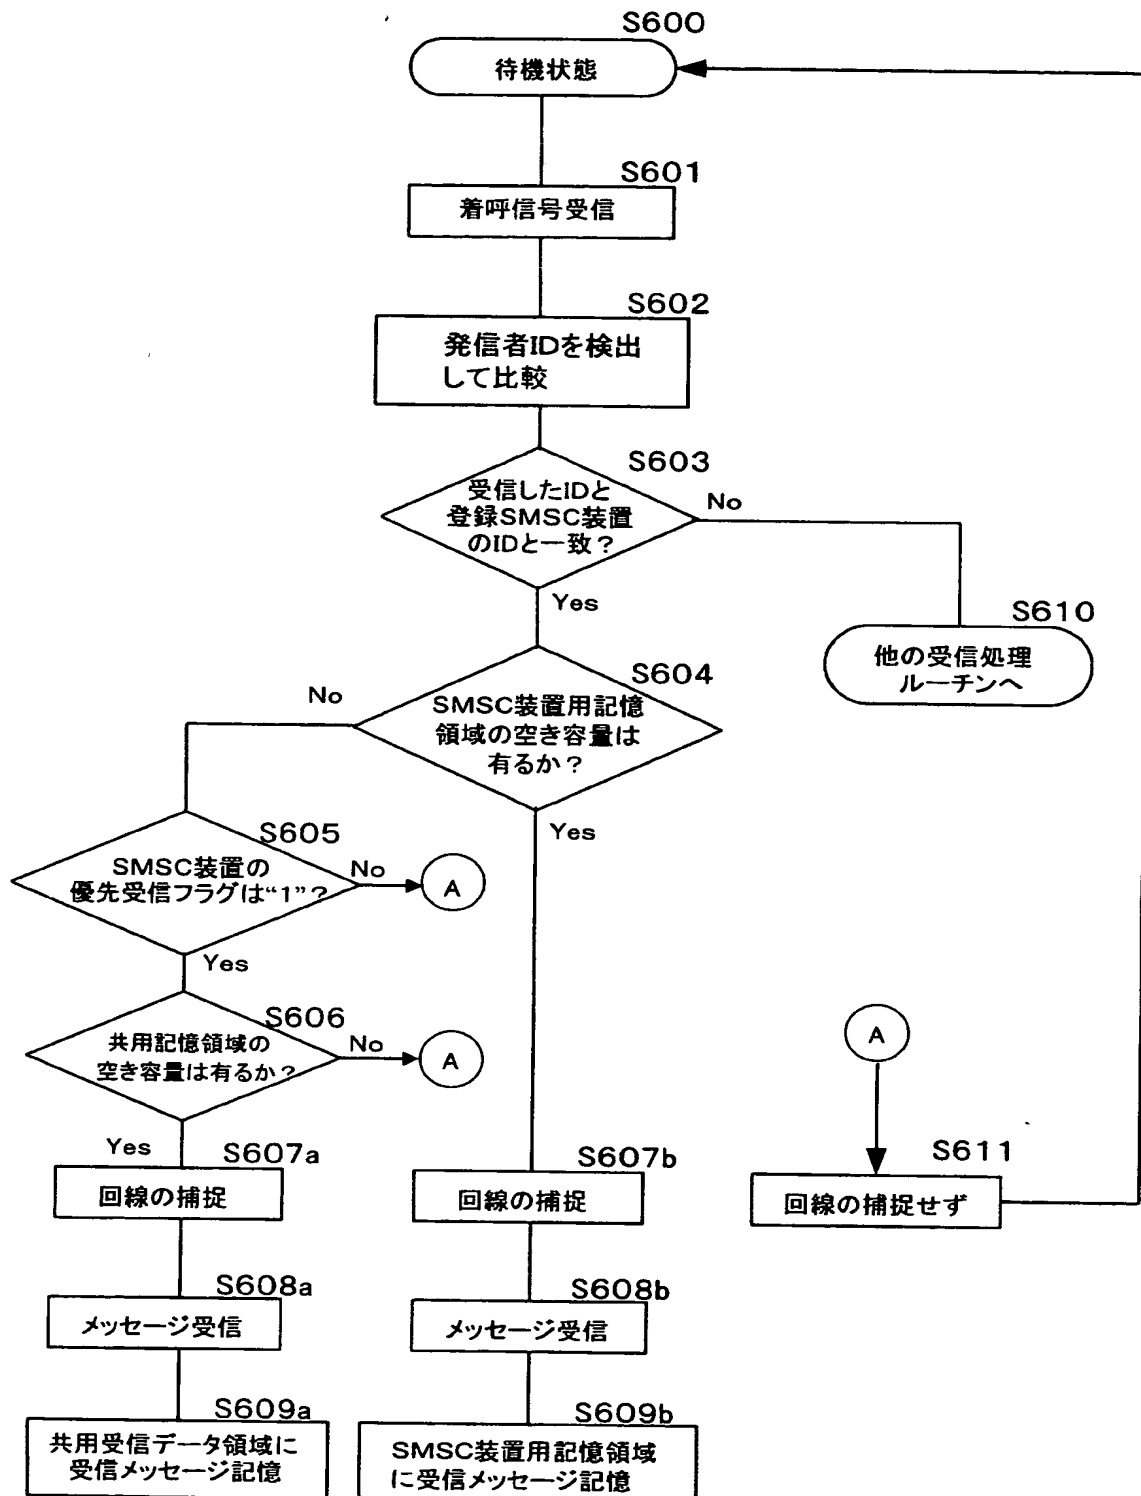 S600
待機状態
S601
着呼信号受信
S602
発信者IDを検出
して比較
S603
受信したIDと
登録SMSC装置
のIDと一致？
No
Yes
S610
他の受信処理
ルーチンへ
S604
No
SMSC装置用記憶
領域の空き容量は
有るか？
Yes
S605
SMSC装置の
優先受信フラグは“1”？
No
A
Yes
S606
共用記憶領域の
空き容量は有るか？
No
A
A
Yes
S607a
回線の捕捉
S607b
回線の捕捉
S611
回線の捕捉せず
S608a
メッセージ受信
S608b
メッセージ受信
S609a
共用受信データ領域に
受信メッセージ記憶
S609b
SMSC装置用記憶領域
に受信メッセージ記憶